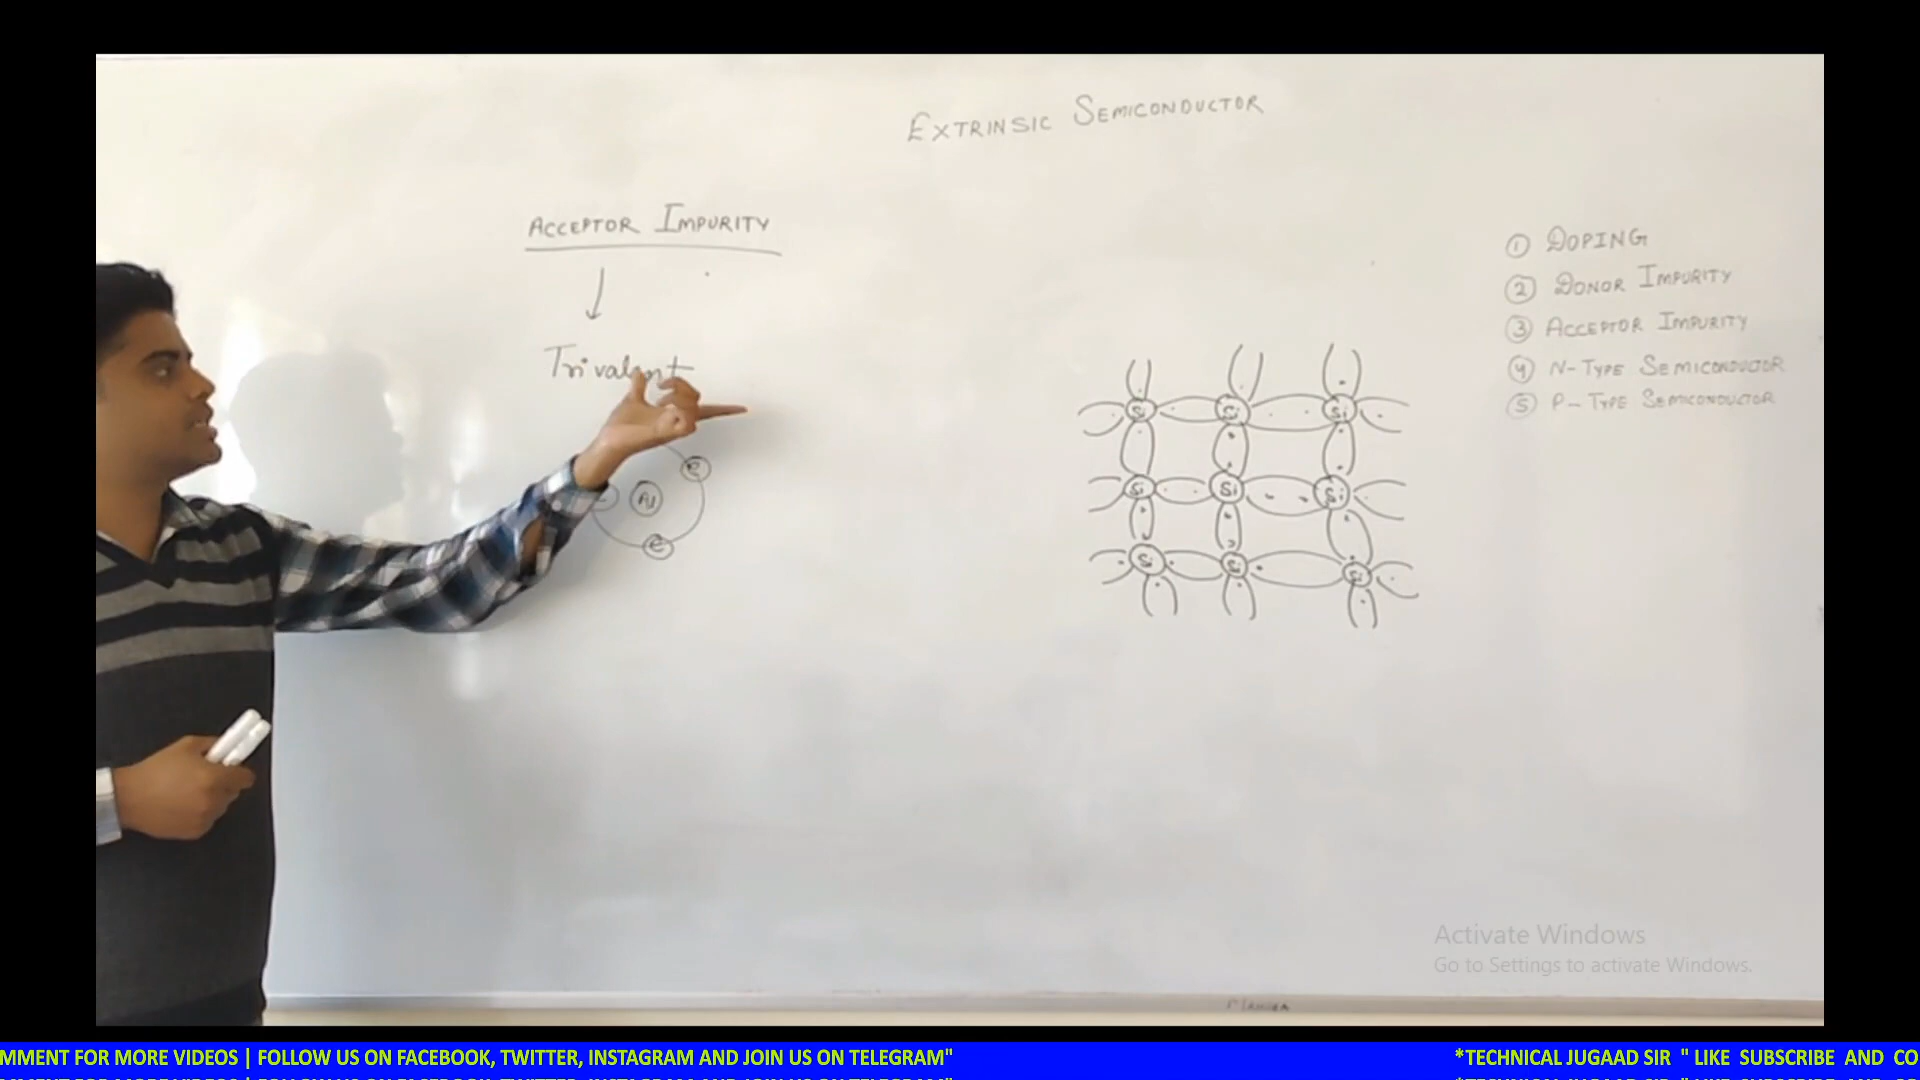 EXTRINSIC SEMICONDUCTOR
ACCEPTOR IMPURITY
Trivalent
e
Al
e
① DOPING
② DONOR IMPURITY
③ ACCEPTOR IMPURITY
④ N-TYPE SEMICONDUCTOR
⑤ P-TYPE SEMICONDUCTOR
Si Si Si
Si Si Si
Si Si Si
Activate Windows
Go to Settings to activate Windows.
MMENT FOR MORE VIDEOS | FOLLOW US ON FACEBOOK, TWITTER, INSTAGRAM AND JOIN US ON TELEGRAM" *TECHNICAL JUGAAD SIR " LIKE SUBSCRIBE AND CO